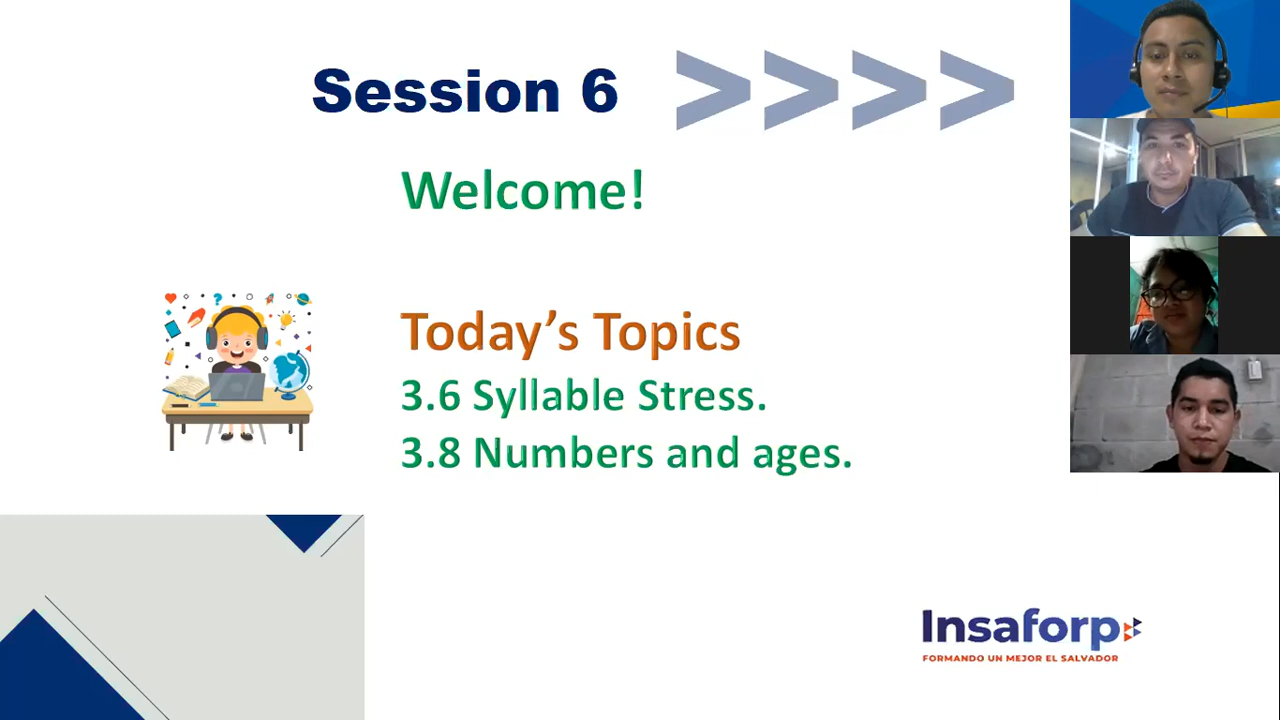 Session 6
Welcome!
Today's Topics
3.6 Syllable Stress.
3.8 Numbers and ages.
Insaforp
FORMANDO UN MEJOR EL SALVADOR